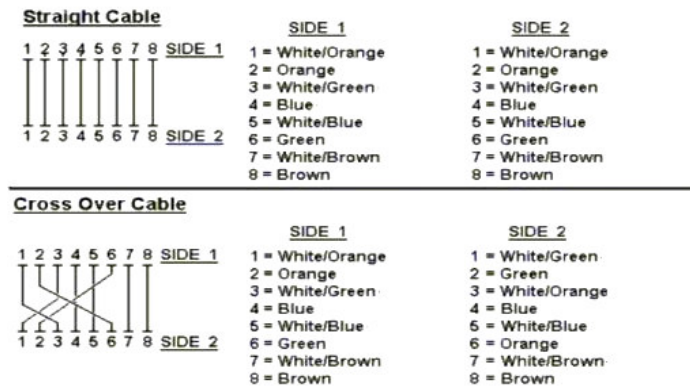 Straight Cable
1 2 3 4 5 6 7 8 SIDE 1
1 2 3 4 5 6 7 8 SIDE 2
SIDE 1
1 = White/Orange
2 = Orange
3 = White/Green
4 = Blue
5 = White/Blue
6 = Green
7 = White/Brown
8 = Brown
SIDE 2
1 = White/Orange
2 = Orange
3 = White/Green
4 = Blue
5 = White/Blue
6 = Green
7 = White/Brown
8 = Brown
Cross Over Cable
1 2 3 4 5 6 7 8 SIDE 1
1 2 3 4 5 6 7 8 SIDE 2
SIDE 1
1 = White/Orange
2 = Orange
3 = White/Green
4 = Blue
5 = White/Blue
6 = Green
7 = White/Brown
8 = Brown
SIDE 2
1 = White/Green
2 = Green
3 = White/Orange
4 = Blue
5 = White/Blue
6 = Orange
7 = White/Brown
8 = Brown